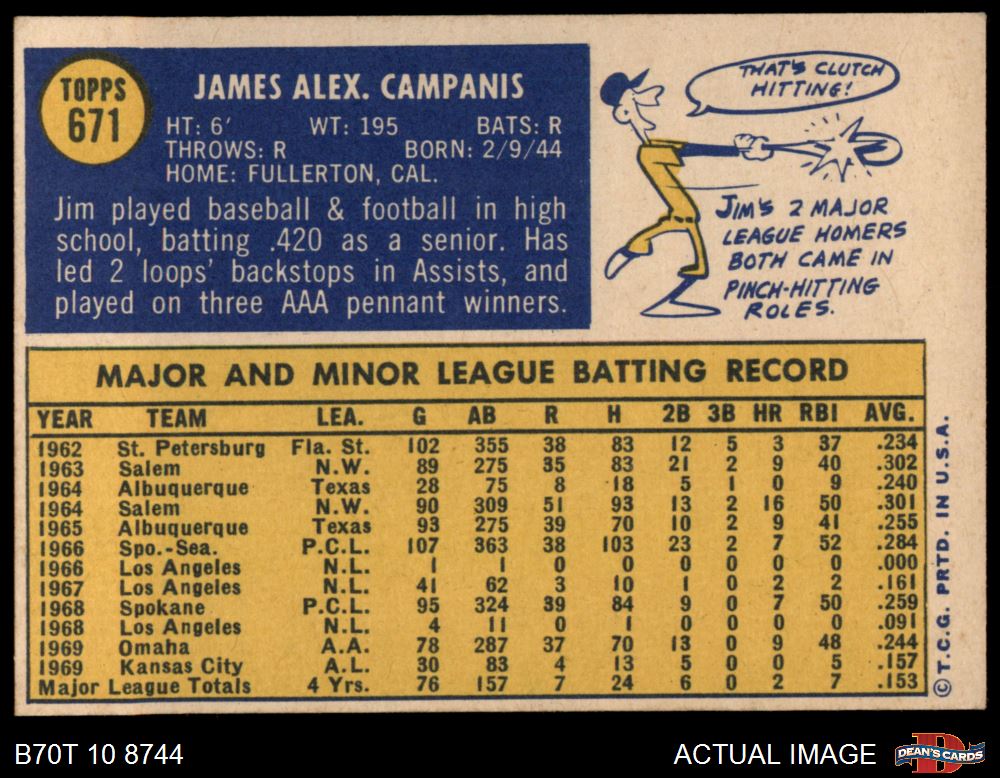 TOPPS
671
JAMES ALEX. CAMPANIS
HT: 6' WT: 195 BATS: R
THROWS: R BORN: 2/9/44
HOME: FULLERTON, CAL.
Jim played baseball & football in high
school, batting .420 as a senior. Has
led 2 loops' backstops in Assists, and
played on three AAA pennant winners.
THAT'S CLUTCH
HITTING!
JIM'S 2 MAJOR
LEAGUE HOMERS
BOTH CAME IN
PINCH-HITTING
ROLES.
MAJOR AND MINOR LEAGUE BATTING RECORD
YEAR TEAM LEA. G AB R H 2B 3B HR RBI AVG.
1962 St. Petersburg Fla. St. 102 355 38 83 12 5 3 37 .234
1963 Salem N.W. 89 275 35 83 21 2 9 40 .302
1964 Albuquerque Texas 28 75 8 18 5 1 0 9 .240
1964 Salem N.W. 90 309 51 93 13 2 16 50 .301
1965 Albuquerque Texas 93 275 39 70 10 2 9 41 .255
1966 Spo.-Sea. P.C.L. 107 363 38 103 23 2 7 52 .284
1966 Los Angeles N.L. 1 1 0 0 0 0 0 0 .000
1967 Los Angeles N.L. 41 62 3 10 1 0 2 2 .161
1968 Spokane P.C.L. 95 324 39 84 9 0 7 50 .259
1968 Los Angeles N.L. 4 11 0 1 0 0 0 0 .091
1969 Omaha A.A. 78 287 37 70 13 0 9 48 .244
1969 Kansas City A.L. 30 83 4 13 5 0 0 5 .157
Major League Totals 4 Yrs. 76 157 7 24 6 0 2 7 .153
© T.C.G. PRTD. IN U.S.A.
B70T 10 8744
ACTUAL IMAGE
DEAN'S CARDS